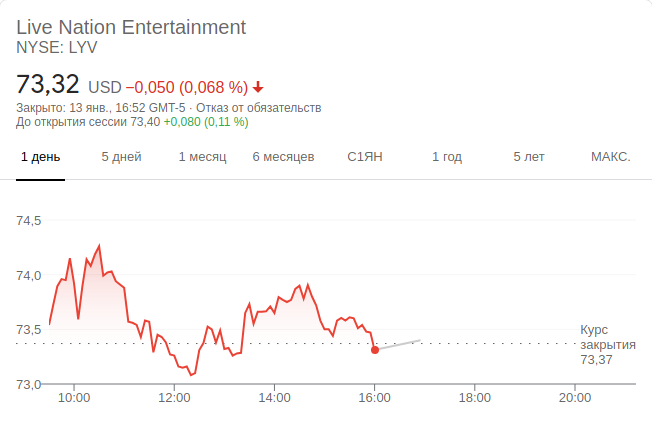 Live Nation Entertainment
NYSE: LYV
73,32 USD −0,050 (0,068 %)
Закрыто: 13 янв., 16:52 GMT-5 · Отказ от обязательств
До открытия сессии 73,40 +0,080 (0,11 %)
1 день 5 дней 1 месяц 6 месяцев С1ЯН 1 год 5 лет МАКС.
74,5
74,0
73,5
Курс
закрытия
73,37
73,0
10:00 12:00 14:00 16:00 18:00 20:00